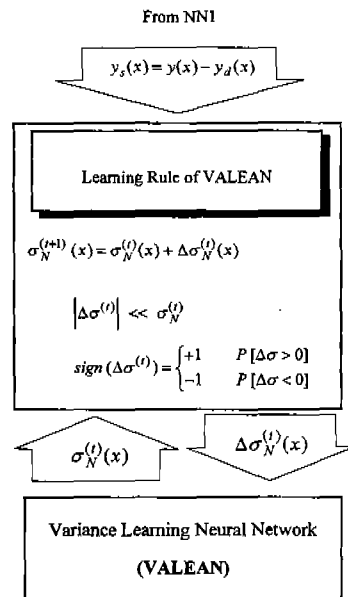 From NN1
y_s(x) = y(x) − y_d(x)
Learning Rule of VALEAN
σ_N^(t+1)(x) = σ_N^(t)(x) + Δσ_N^(t)(x)
|Δσ^(t)| << σ_N^(t)
sign(Δσ^(t)) = { +1 P[Δσ > 0]
−1 P[Δσ < 0]
σ_N^(t)(x) Δσ_N^(t)(x)
Variance Learning Neural Network
(VALEAN)